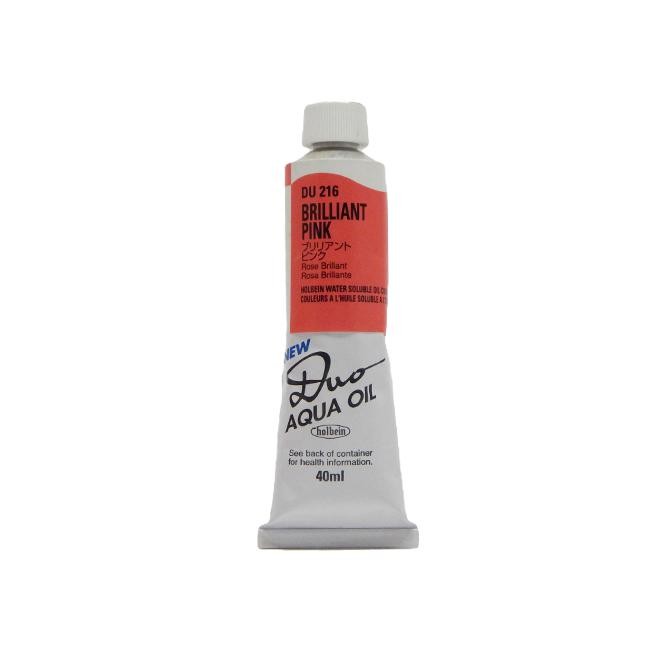 DU 216
BRILLIANT
PINK
ブリリアント
ピンク
Rose Brillant
Rosa Brillante
HOLBEIN WATER SOLUBLE OIL
COULEURS A L'HUILE SOLUBLE A
NEW
Duo
AQUA OIL
holbein
See back of container
for health information.
40ml